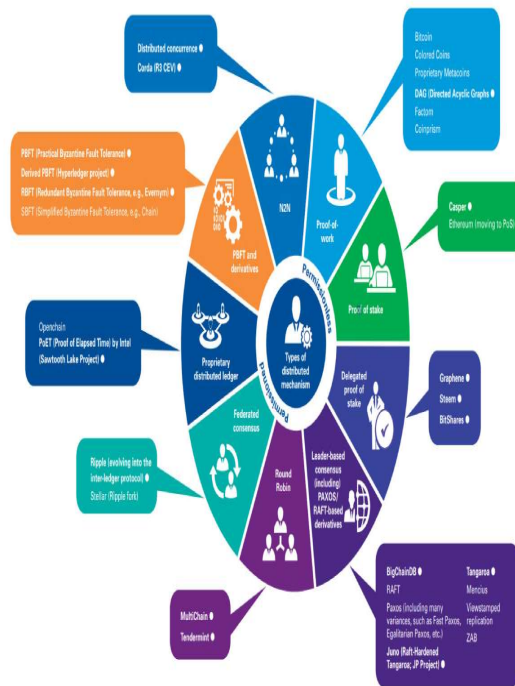 Distributed concurrence ●
Corda (R3 CEV) ●
Bitcoin
Colored Coins
Proprietary Metacoins
DAG (Directed Acyclic Graphs ●
Factom
Coinprism
PBFT (Practical Byzantine Fault Tolerance) ●
Derived PBFT (Hyperledger project) ●
RBFT (Redundant Byzantine Fault Tolerance, e.g., Evernym) ●
SBFT (Simplified Byzantine Fault Tolerance, e.g., Chain)
Casper ●
Ethereum (moving to PoS)
Openchain
PoET (Proof of Elapsed Time) by Intel
(Sawtooth Lake Project) ●
Graphene ●
Steem ●
BitShares ●
Ripple (evolving into the
inter-ledger protocol) ●
Stellar (Ripple fork)
MultiChain ●
Tendermint ●
BigChainDB ●
RAFT
Paxos (including many
variances, such as Fast Paxos,
Egalitarian Paxos, etc.)
Juno (Raft-Hardened
Tangaroa; JP Project) ●
Tangaroa ●
Mencius
Viewstamped
replication
ZAB
N2N
Proof-of-
work
Proof of stake
Delegated
proof of
stake
Leader-based
consensus
(including)
PAXOS/
RAFT-based
derivatives
Round
Robin
Federated
consensus
Proprietary
distributed ledger
PBFT and
derivatives
Permissionless
Permissioned
Types of
distributed
mechanism